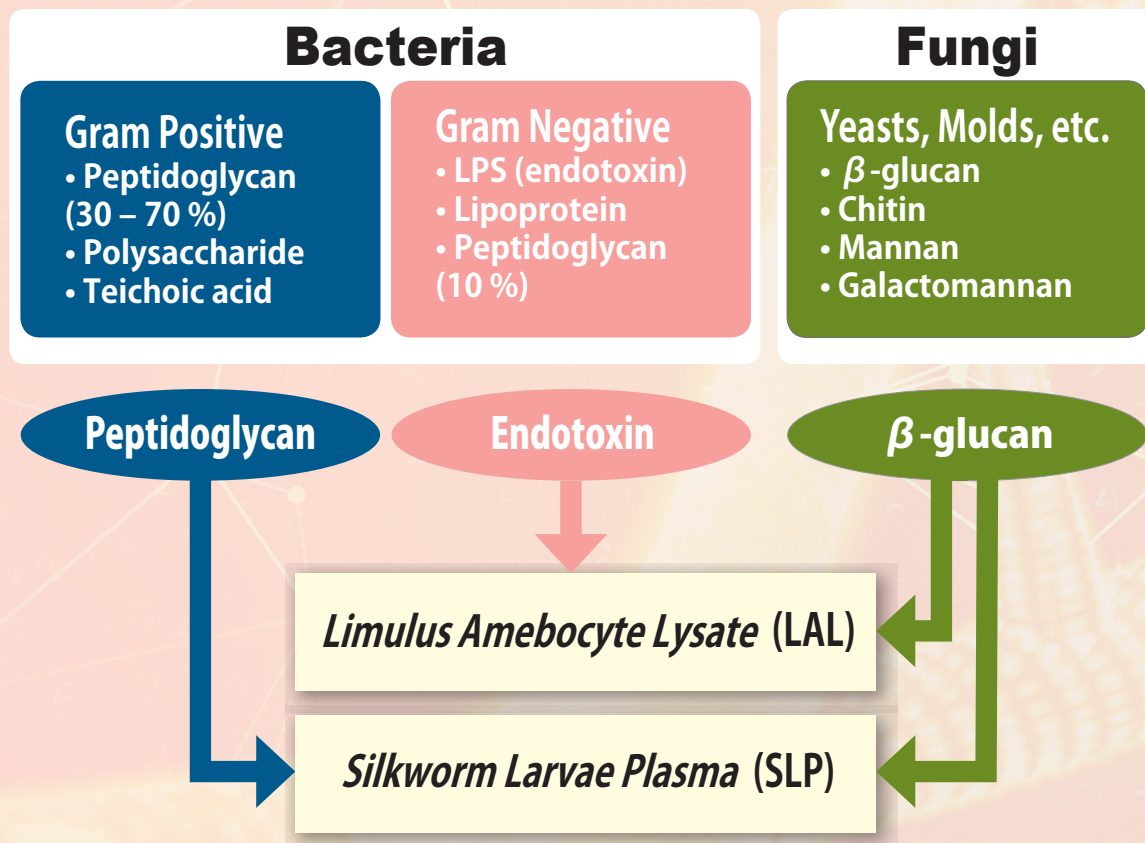 Bacteria
Gram Positive
• Peptidoglycan
(30 – 70 %)
• Polysaccharide
• Teichoic acid
Gram Negative
• LPS (endotoxin)
• Lipoprotein
• Peptidoglycan
(10 %)
Fungi
Yeasts, Molds, etc.
• β-glucan
• Chitin
• Mannan
• Galactomannan
Peptidoglycan
Endotoxin
β-glucan
Limulus Amebocyte Lysate (LAL)
Silkworm Larvae Plasma (SLP)